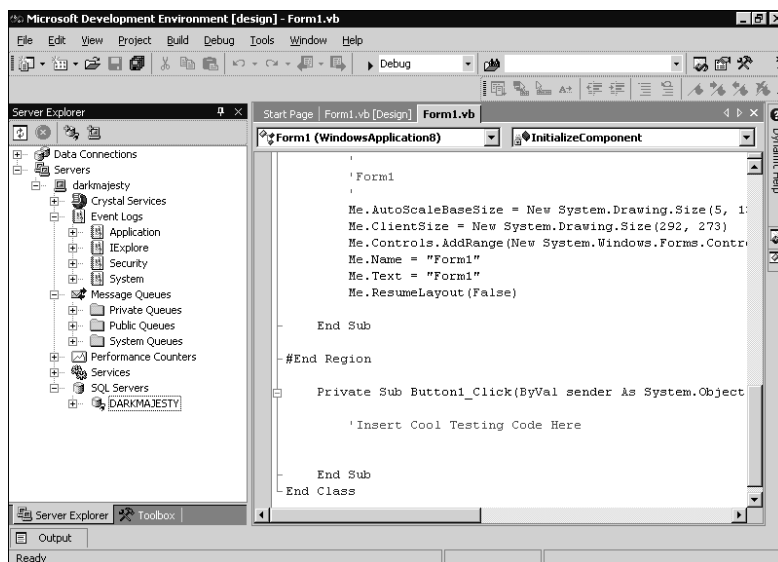 Microsoft Development Environment [design] - Form1.vb
File Edit View Project Build Debug Tools Window Help
Debug
Server Explorer
Start Page Form1.vb [Design] Form1.vb
Form1 (WindowsApplication8) InitializeComponent
Data Connections
Servers
darkmajesty
Crystal Services
Event Logs
Application
IExplore
Security
System
Message Queues
Private Queues
Public Queues
System Queues
Performance Counters
Services
SQL Servers
DARKMAJESTY
'
'Form1
'
Me.AutoScaleBaseSize = New System.Drawing.Size(5, 1
Me.ClientSize = New System.Drawing.Size(292, 273)
Me.Controls.AddRange(New System.Windows.Forms.Contro
Me.Name = "Form1"
Me.Text = "Form1"
Me.ResumeLayout(False)
End Sub
#End Region
Private Sub Button1_Click(ByVal sender As System.Object
'Insert Cool Testing Code Here
End Sub
End Class
Dynamic Help
Server Explorer Toolbox
Output
Ready